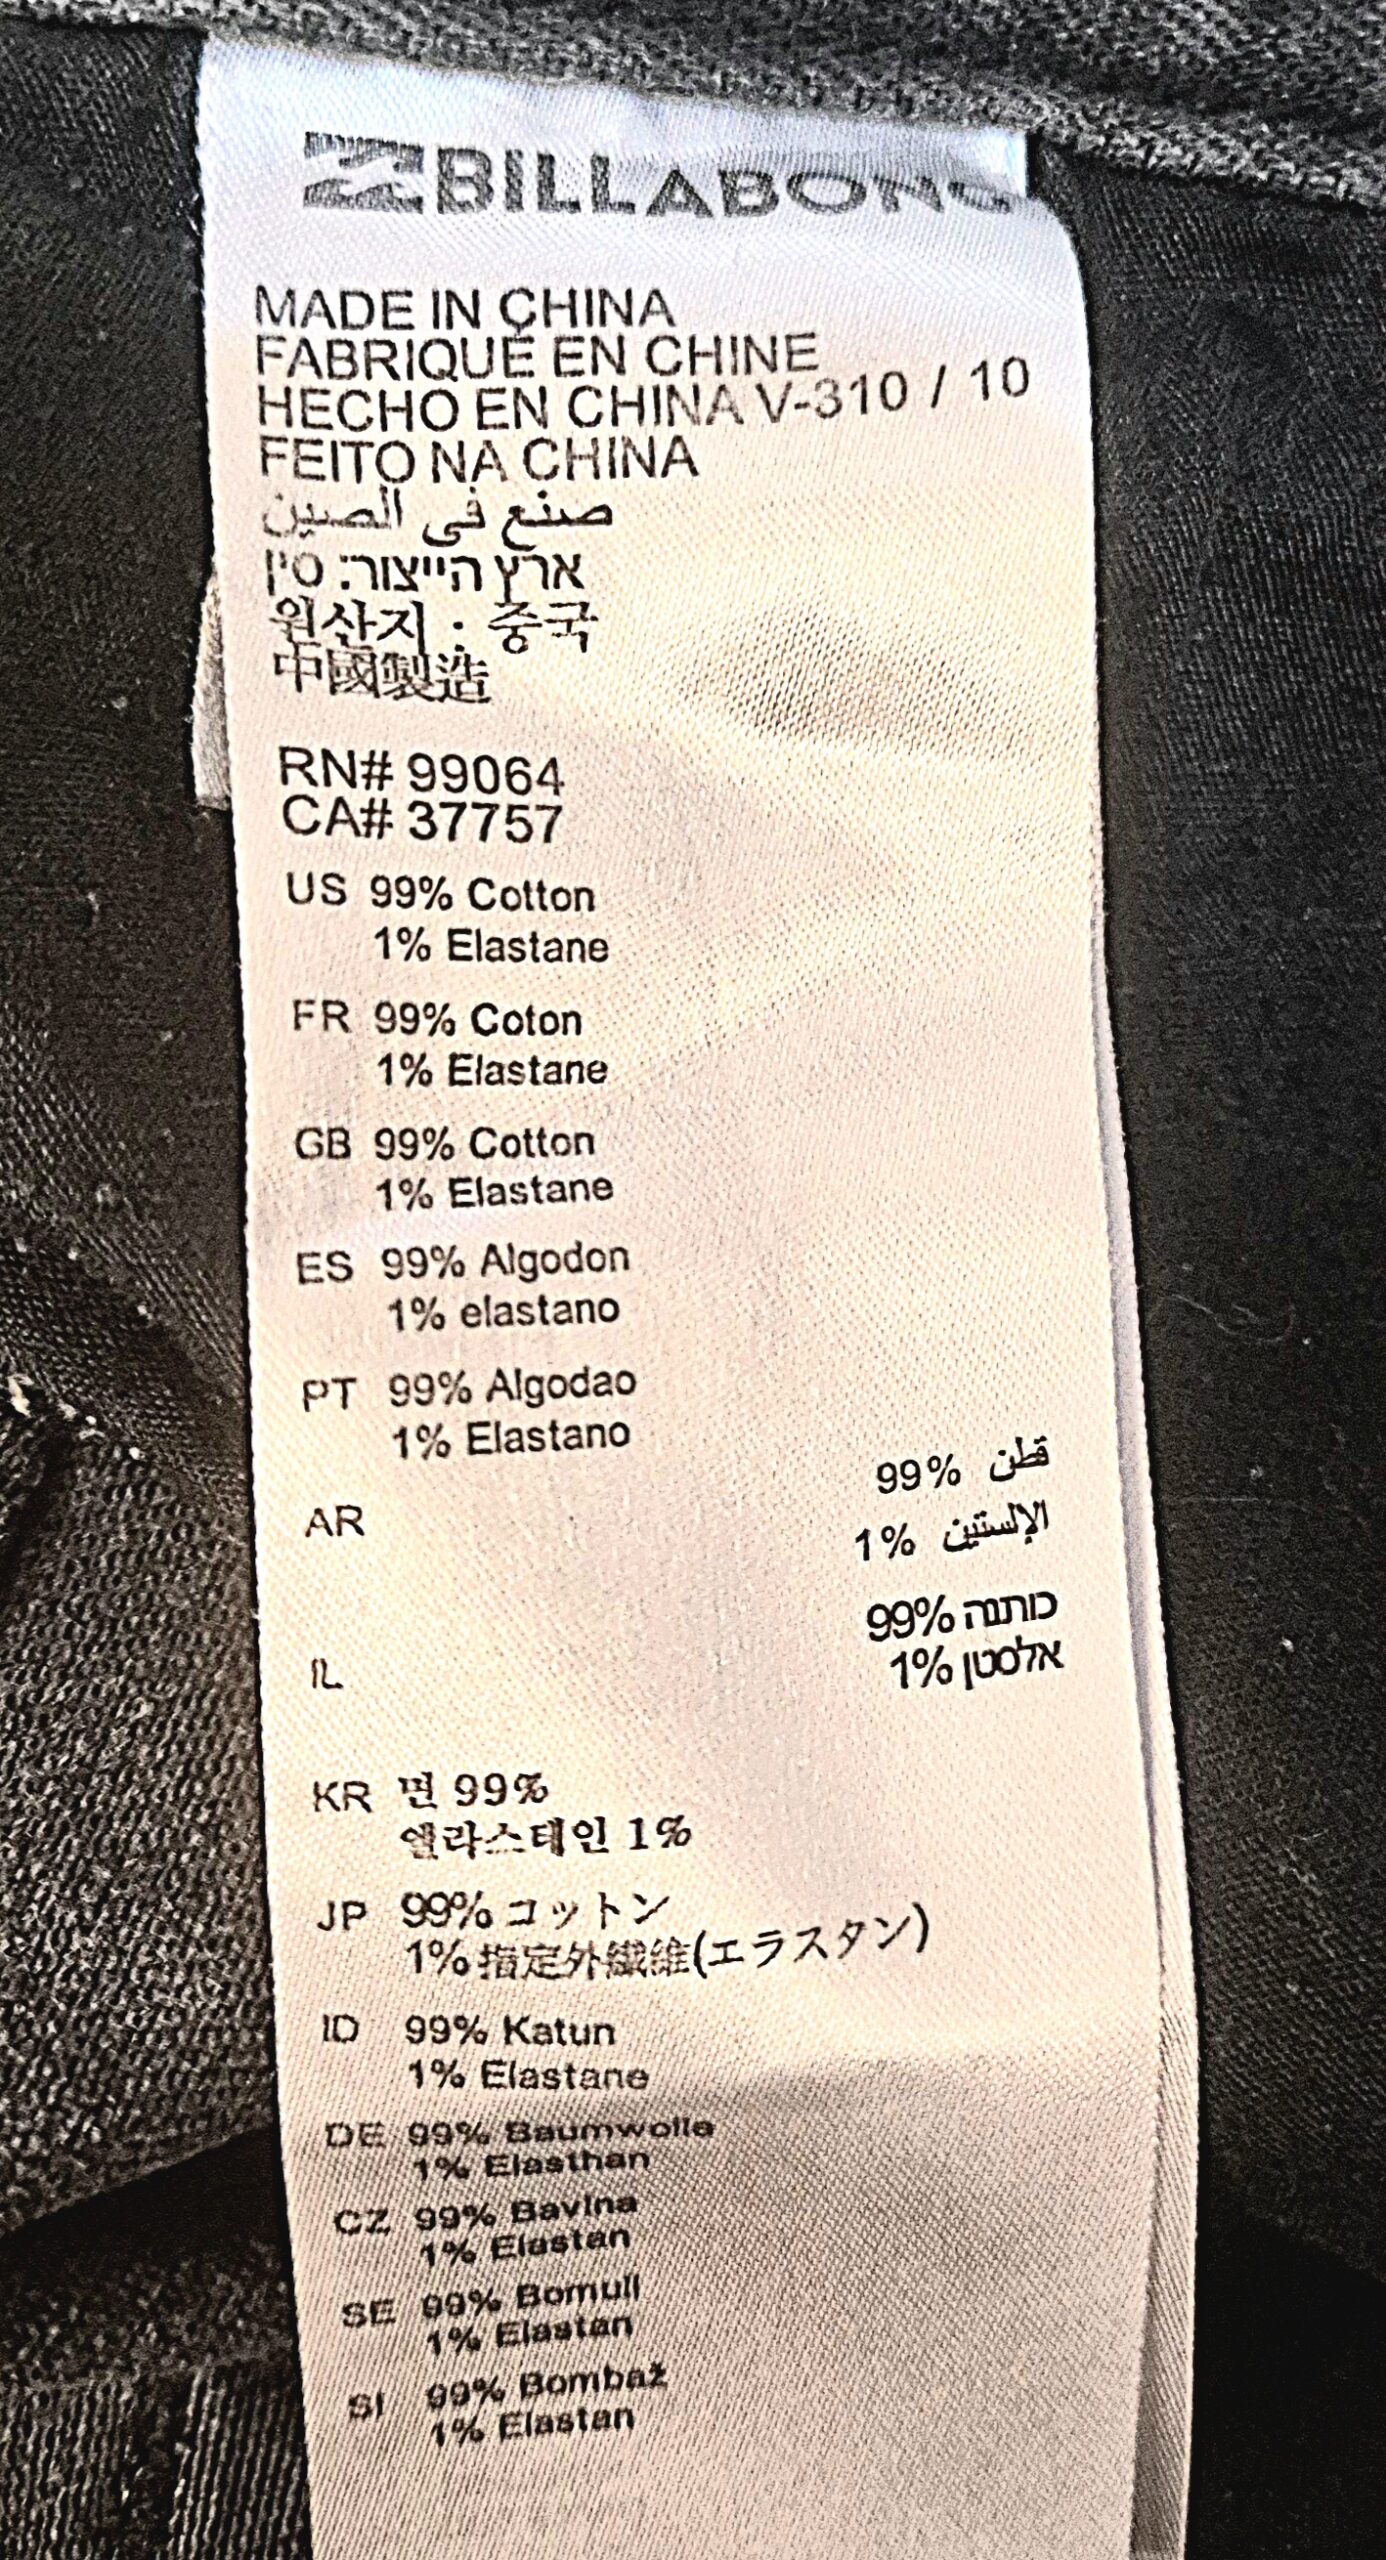 BILLABONG
MADE IN CHINA
FABRIQUÉ EN CHINE
HECHO EN CHINA V-310 / 10
FEITO NA CHINA
صنع فى الصين
ארץ הייצור: סין
원산지 : 중국
中國製造
RN# 99064
CA# 37757
US 99% Cotton
1% Elastane
FR 99% Coton
1% Elastane
GB 99% Cotton
1% Elastane
ES 99% Algodon
1% elastano
PT 99% Algodao
1% Elastano
AR 99% قطن
1% الإلستين
IL 99% כותנה
1% אלסטן
KR 면 99%
엘라스테인 1%
JP 99% コットン
1% 指定外繊維(エラスタン)
ID 99% Katun
1% Elastane
DE 99% Baumwolle
1% Elasthan
CZ 99% Bavlna
1% Elastan
SE 99% Bomull
1% Elastan
SI 99% Bombaž
1% Elastan